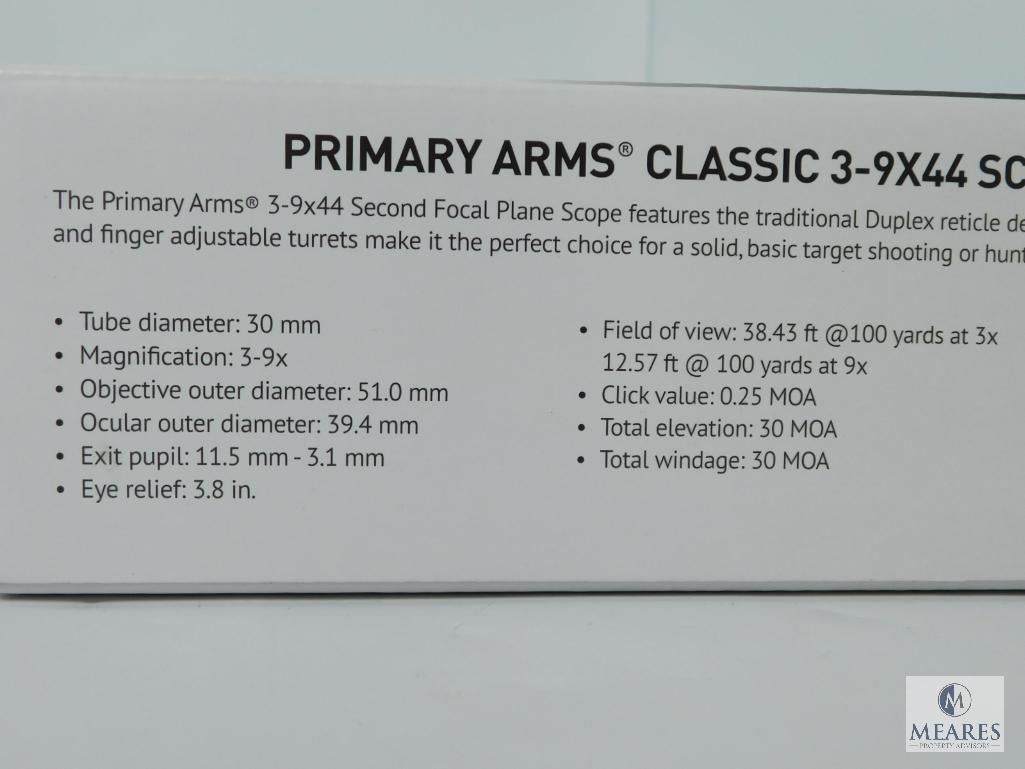 PRIMARY ARMS® CLASSIC 3-9X44
The Primary Arms® 3-9x44 Second Focal Plane Scope features the traditional Duplex reticle
and finger adjustable turrets make it the perfect choice for a solid, basic target shooting or
• Tube diameter: 30 mm
• Magnification: 3-9x
• Objective outer diameter: 51.0 mm
• Ocular outer diameter: 39.4 mm
• Exit pupil: 11.5 mm - 3.1 mm
• Eye relief: 3.8 in.
• Field of view: 38.43 ft @100 yards at 3x
12.57 ft @ 100 yards at 9x
• Click value: 0.25 MOA
• Total elevation: 30 MOA
• Total windage: 30 MOA
M
MEARES
PROPERTY ADVISORS